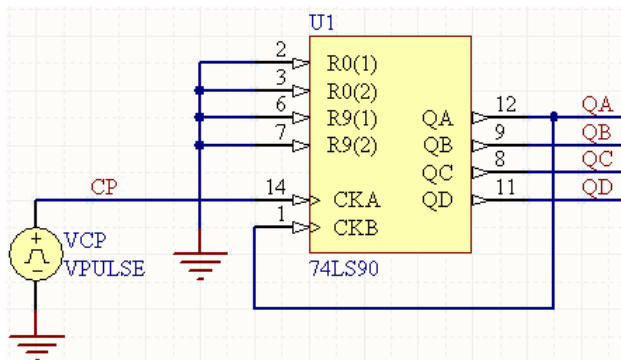 U1
2 R0(1)
3 R0(2)
6 R9(1)
7 R9(2)
14 CKA
1 CKB
QA 12 QA
QB 9 QB
QC 8 QC
QD 11 QD
CP
VCP
VPULSE
74LS90